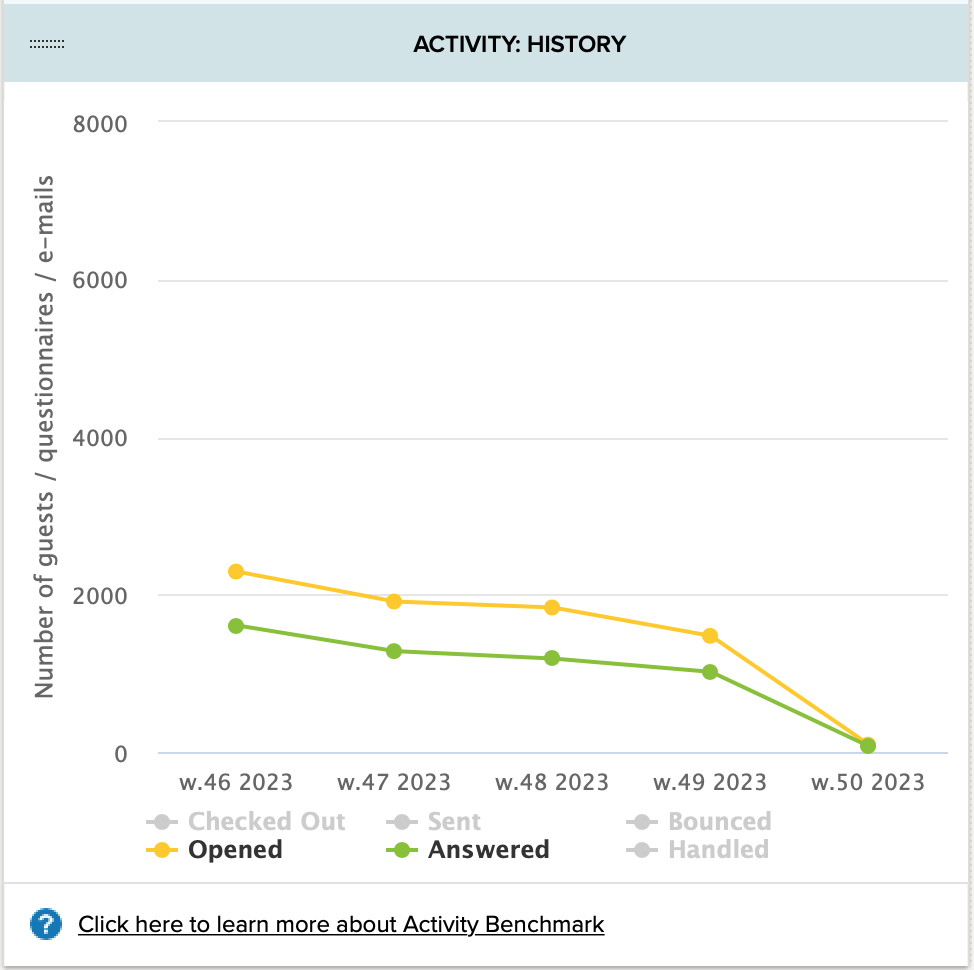 ACTIVITY: HISTORY
Number of guests / questionnaires / e-mails
8000
6000
4000
2000
0
w.46 2023 w.47 2023 w.48 2023 w.49 2023 w.50 2023
Checked Out Sent Bounced
Opened Answered Handled
? Click here to learn more about Activity Benchmark